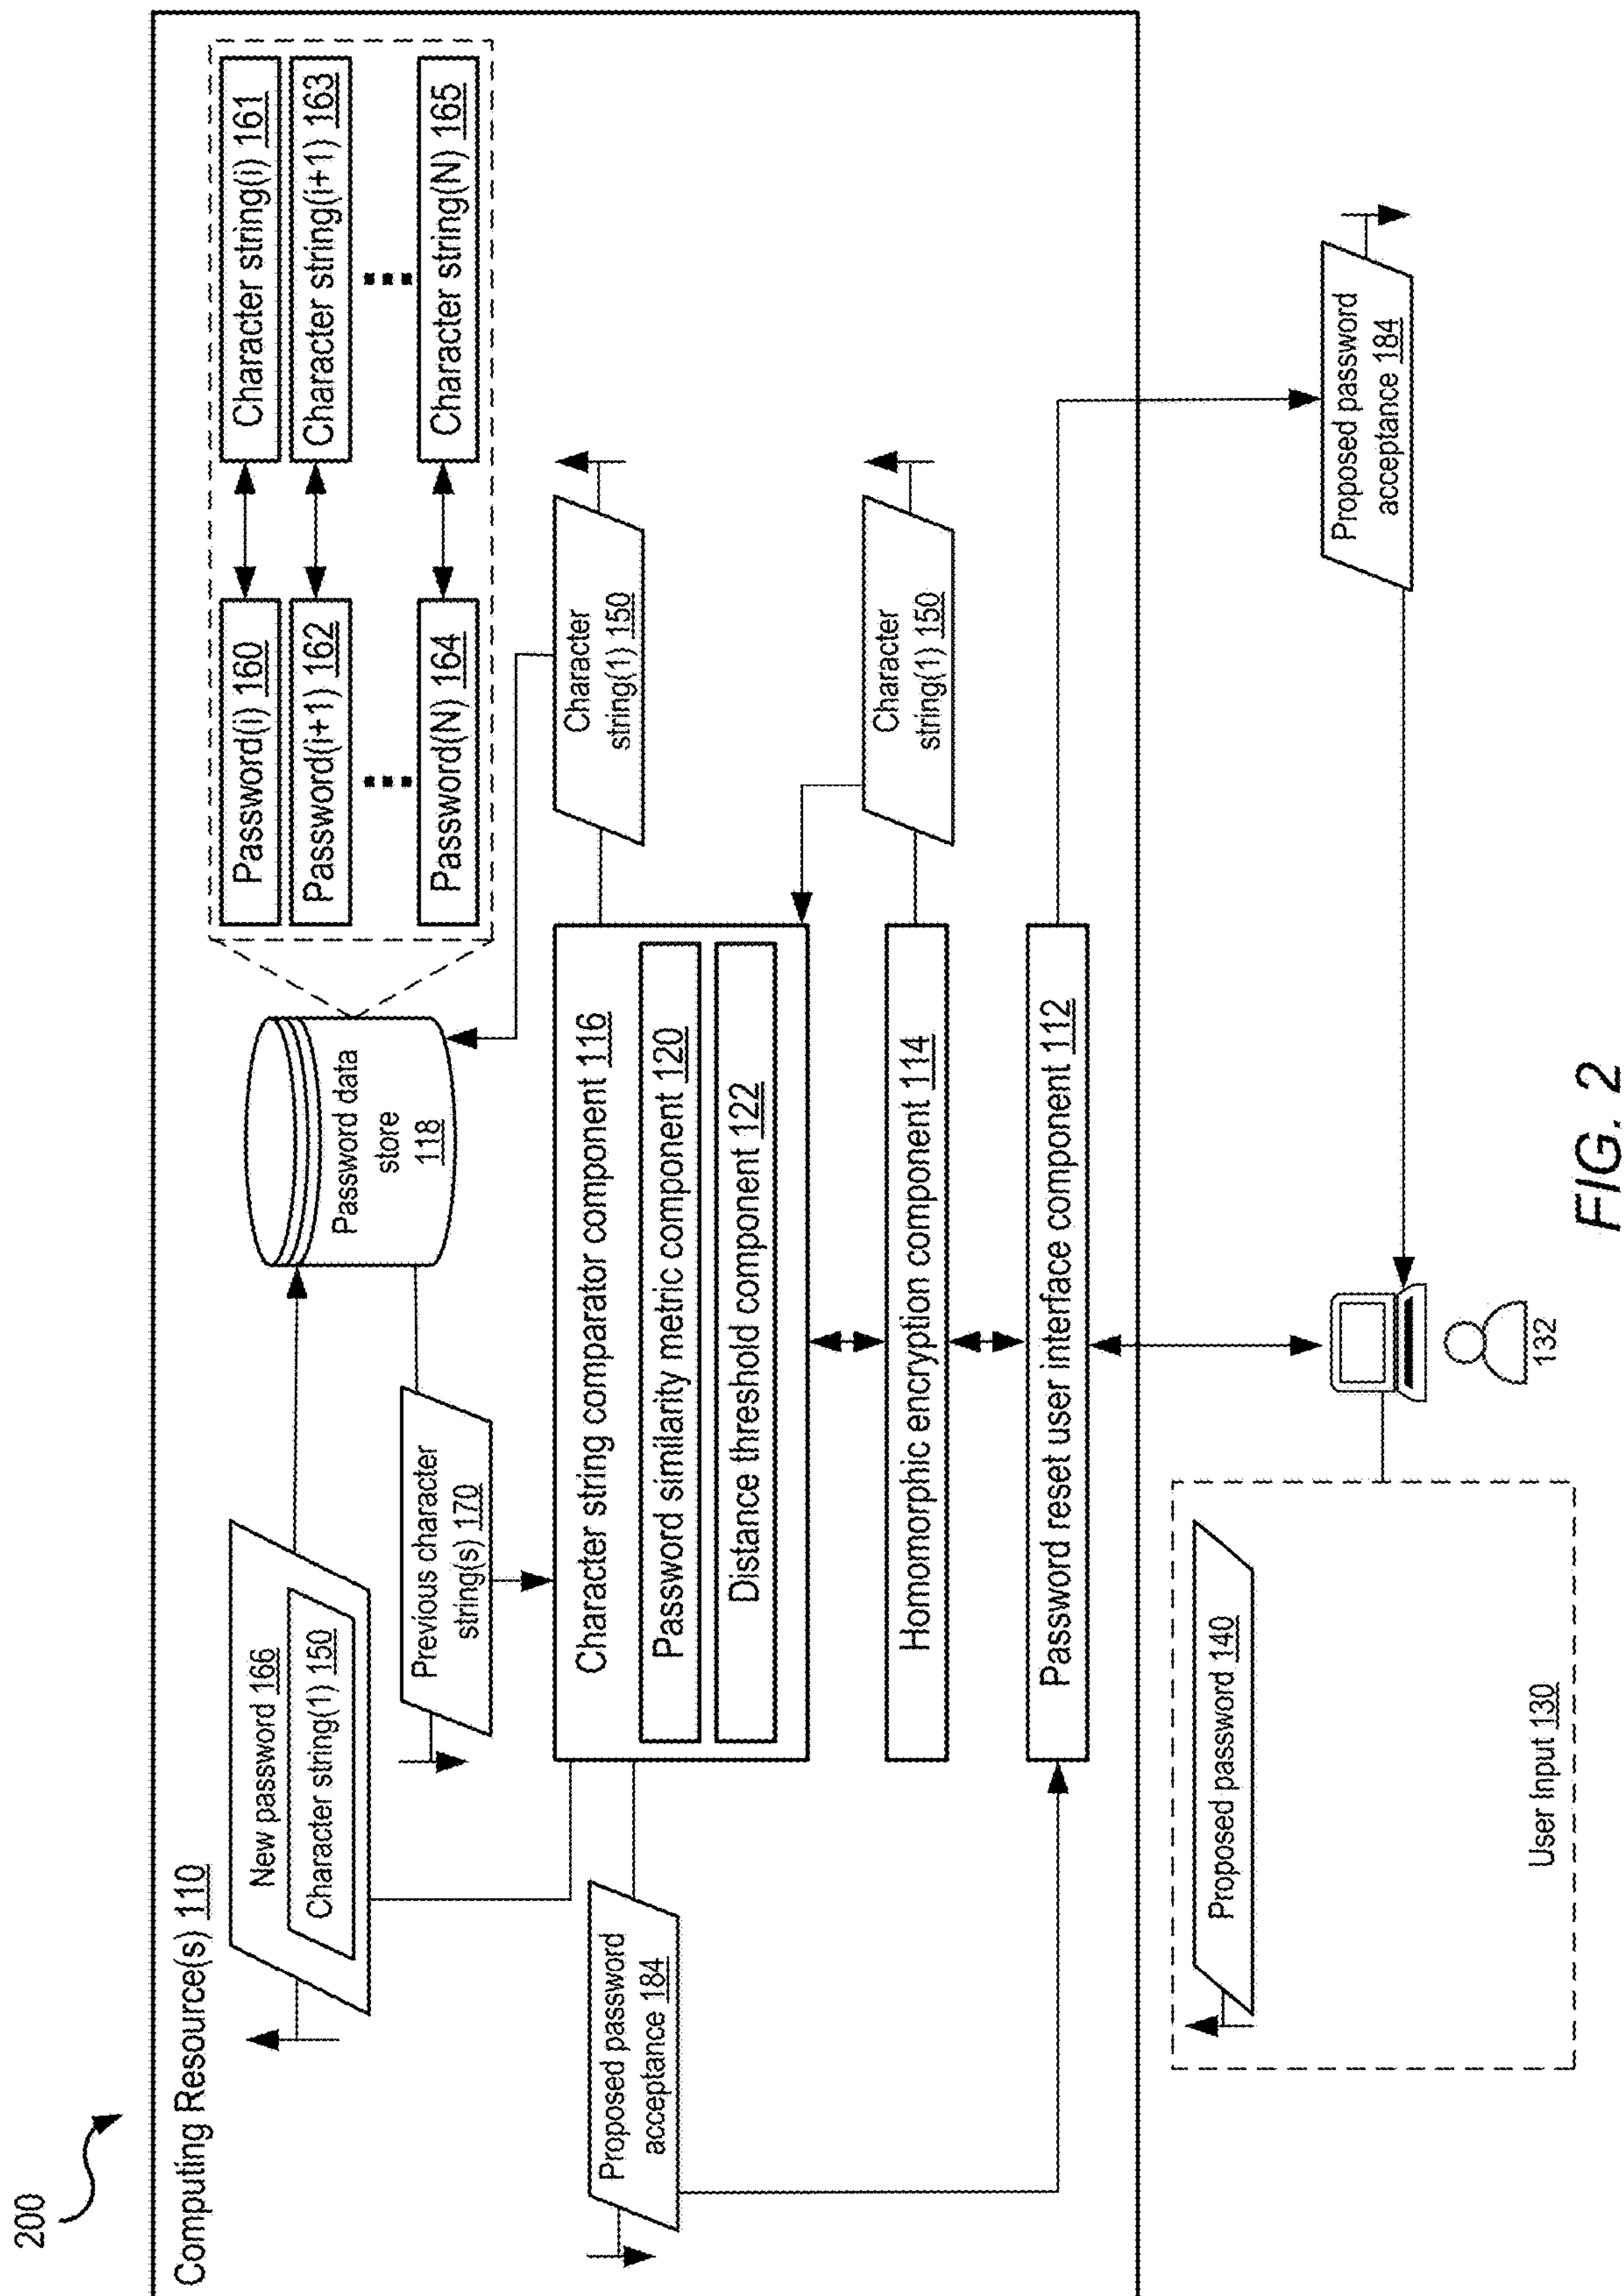 200
Computing Resource(s) 110
New password 166
Character string(1) 150
Password data
store
118
Password(i) 160
Character string(i) 161
Password(i+1) 162
Character string(i+1) 163
Password(N) 164
Character string(N) 165
Previous character
string(s) 170
Character
string(1) 150
Character string comparator component 116
Password similarity metric component 120
Distance threshold component 122
Proposed password
acceptance 184
Character
string(1) 150
Homomorphic encryption component 114
Password reset user interface component 112
Proposed password 140
User Input 130
132
Proposed password
acceptance 184
FIG. 2